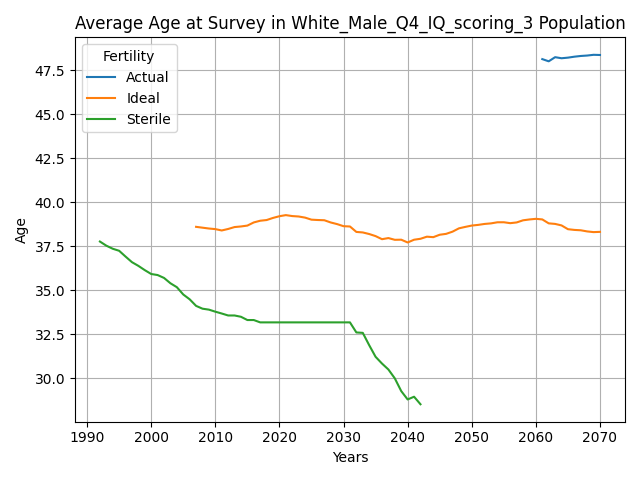 Average Age at Survey in White_Male_Q4_IQ_scoring_3 Population
Fertility
Actual
Ideal
Sterile
47.5
45.0
42.5
40.0
37.5
35.0
32.5
30.0
Age
1990 2000 2010 2020 2030 2040 2050 2060 2070
Years